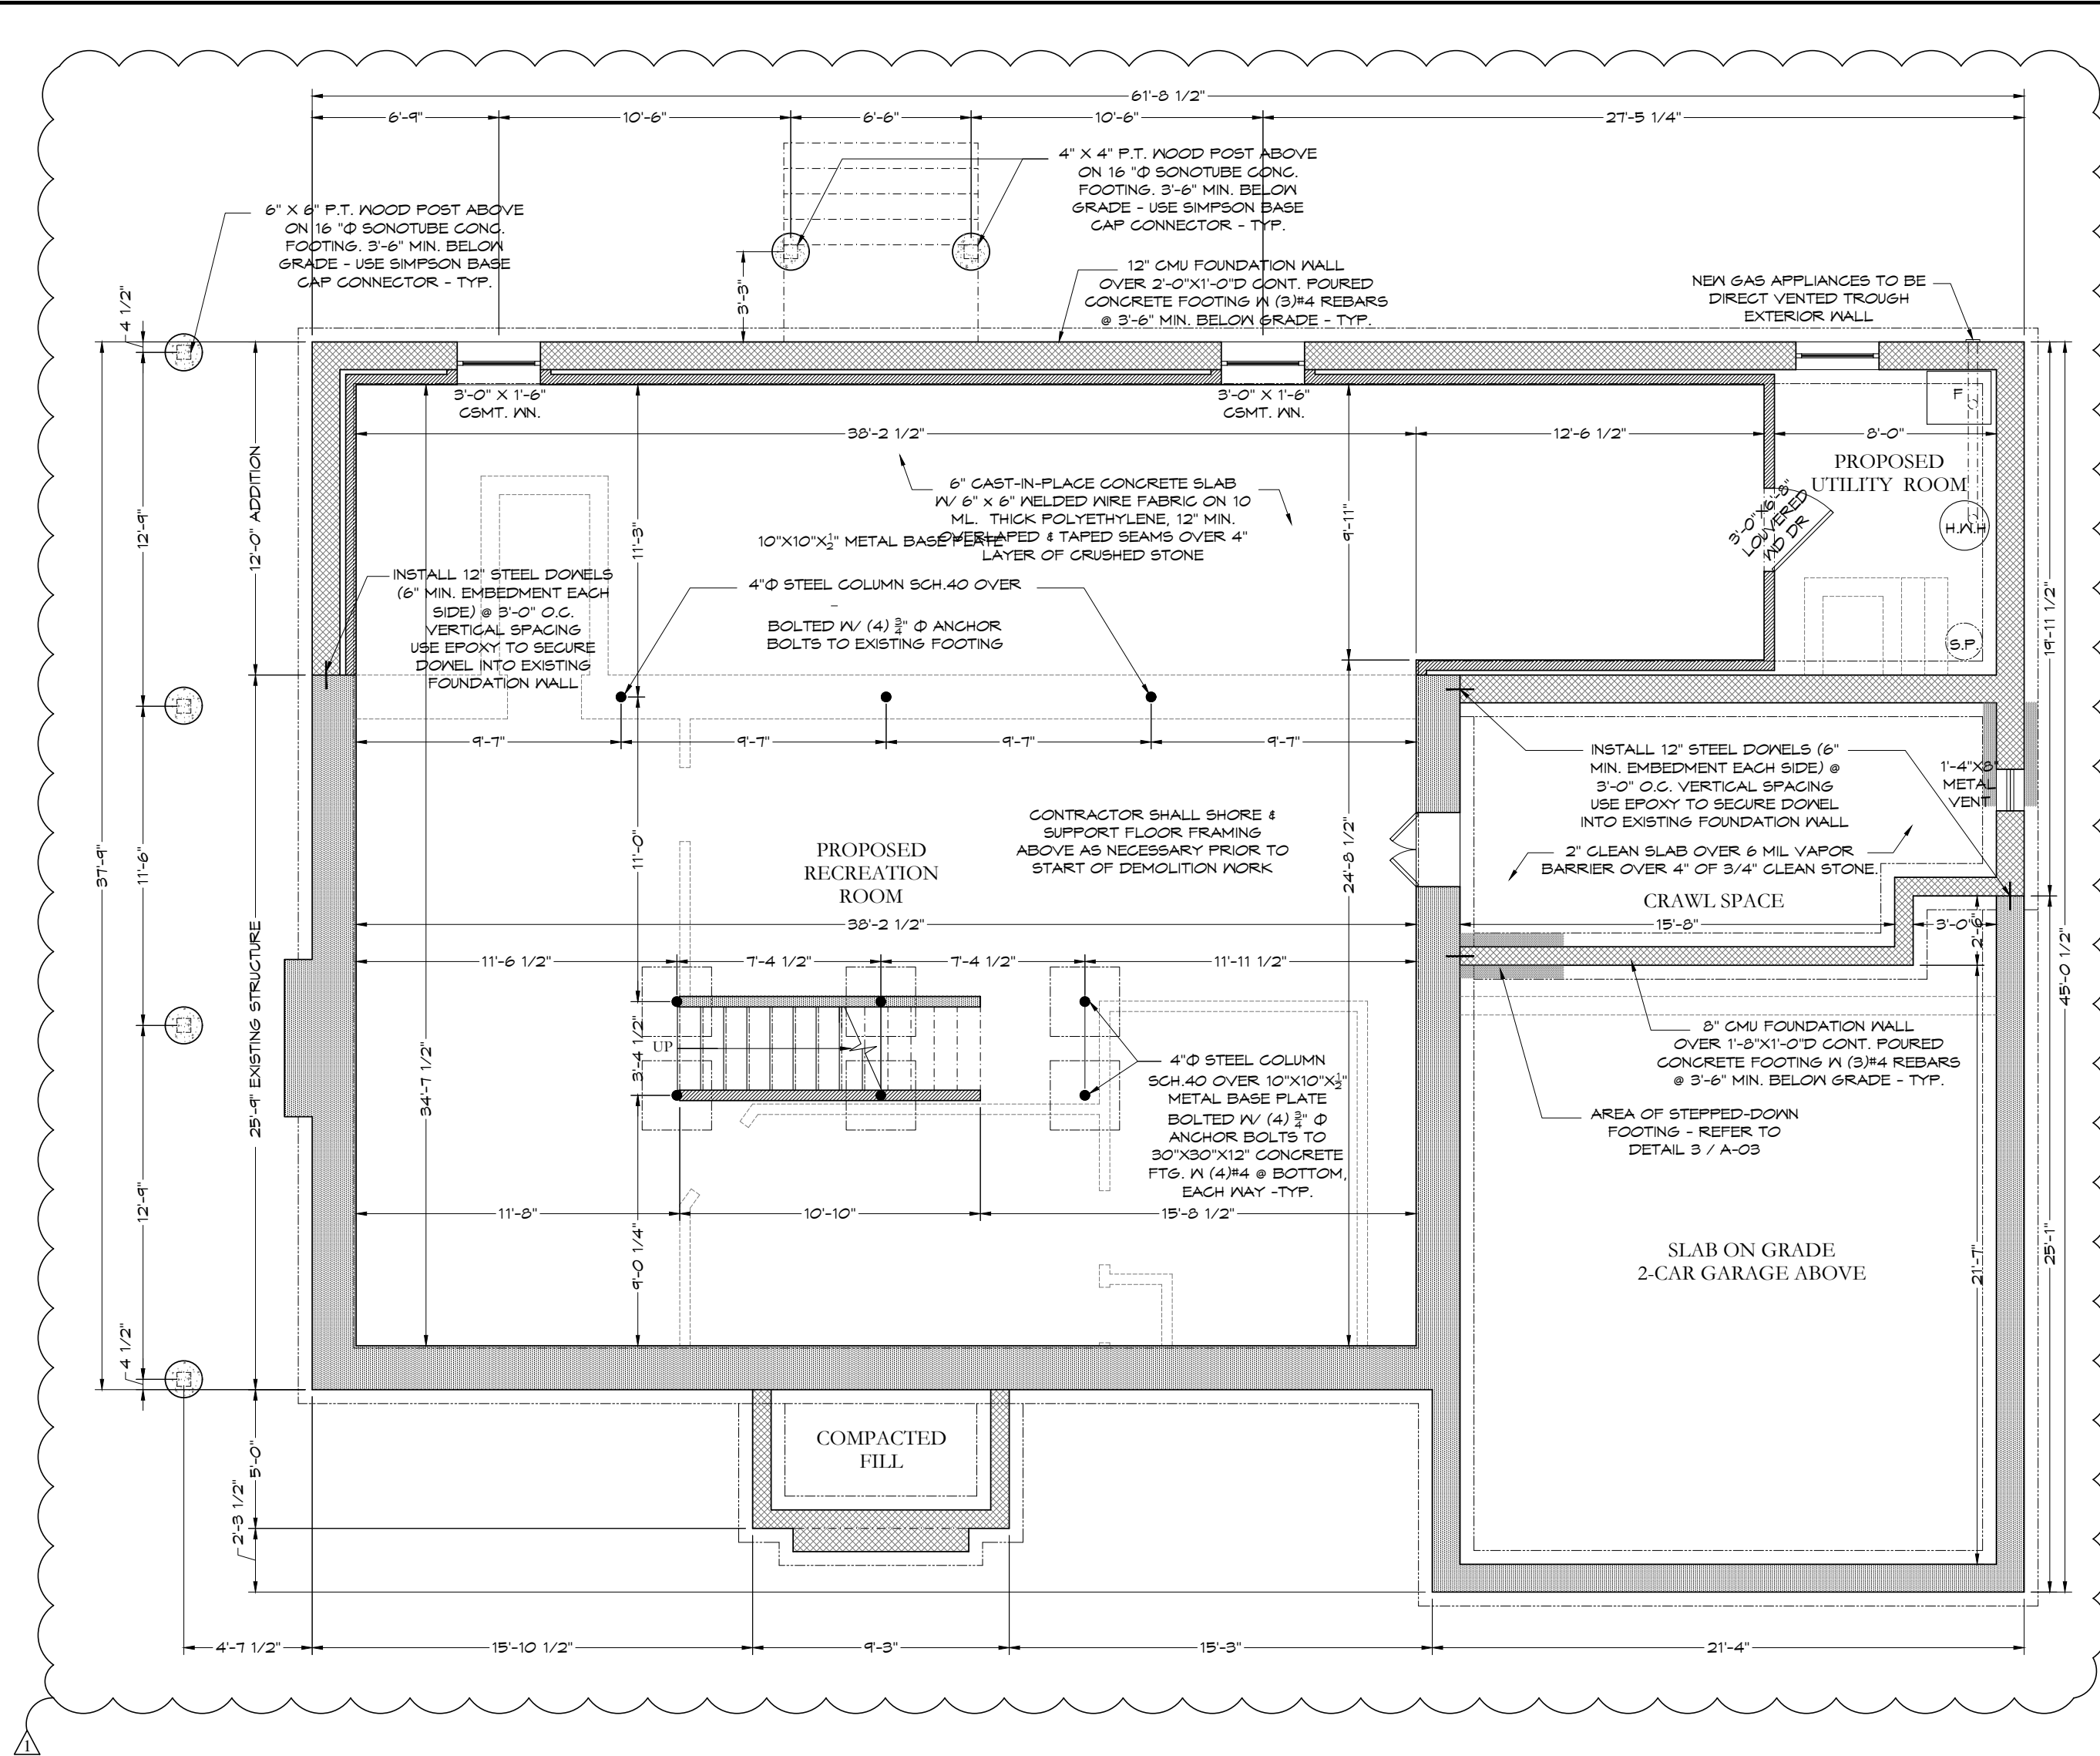 61'-8 1/2"
6'-9"
10'-6"
6'-6"
10'-6"
27'-5 1/4"
6" X 6" P.T. WOOD POST ABOVE
ON 16 "Φ SONOTUBE CONC.
FOOTING. 3'-6" MIN. BELOW
GRADE - USE SIMPSON BASE
CAP CONNECTOR - TYP.
4" X 4" P.T. WOOD POST ABOVE
ON 16 "Φ SONOTUBE CONC.
FOOTING. 3'-6" MIN. BELOW
GRADE - USE SIMPSON BASE
CAP CONNECTOR - TYP.
12" CMU FOUNDATION WALL
OVER 2'-0"X1'-0"D CONT. POURED
CONCRETE FOOTING W (3)#4 REBARS
@ 3'-6" MIN. BELOW GRADE - TYP.
NEW GAS APPLIANCES TO BE
DIRECT VENTED TROUGH
EXTERIOR WALL
3'-3"
4 1/2"
3'-0" X 1'-6"
CSMT. WN.
3'-0" X 1'-6"
CSMT. WN.
F
38'-2 1/2"
12'-6 1/2"
8'-0"
PROPOSED
UTILITY ROOM
3'-0"X6'-8"
LOUVERED
WD DR
H.W.H
S.P.
6" CAST-IN-PLACE CONCRETE SLAB
W/ 6" x 6" WELDED WIRE FABRIC ON 10
ML. THICK POLYETHYLENE, 12" MIN.
OVERLAPED & TAPED SEAMS OVER 4"
LAYER OF CRUSHED STONE
10"X10"X1/2" METAL BASE PLATE
4"Φ STEEL COLUMN SCH.40 OVER
-
BOLTED W/ (4) 3/4" Φ ANCHOR
BOLTS TO EXISTING FOOTING
INSTALL 12" STEEL DOWELS
(6" MIN. EMBEDMENT EACH
SIDE) @ 3'-0" O.C.
VERTICAL SPACING
USE EPOXY TO SECURE
DOWEL INTO EXISTING
FOUNDATION WALL
12'-0" ADDITION
12'-9"
11'-3"
9'-11"
19'-11 1/2"
9'-7"
9'-7"
9'-7"
9'-7"
INSTALL 12" STEEL DOWELS (6"
MIN. EMBEDMENT EACH SIDE) @
3'-0" O.C. VERTICAL SPACING
USE EPOXY TO SECURE DOWEL
INTO EXISTING FOUNDATION WALL
1'-4"X8"
METAL
VENT
CONTRACTOR SHALL SHORE &
SUPPORT FLOOR FRAMING
ABOVE AS NECESSARY PRIOR TO
START OF DEMOLITION WORK
PROPOSED
RECREATION
ROOM
2" CLEAN SLAB OVER 6 MIL VAPOR
BARRIER OVER 4" OF 3/4" CLEAN STONE.
CRAWL SPACE
37'-9"
11'-6"
11'-0"
24'-8 1/2"
38'-2 1/2"
15'-8"
3'-0"
2'-6"
45'-0 1/2"
11'-6 1/2"
7'-4 1/2"
7'-4 1/2"
11'-11 1/2"
25'-9" EXISTING STRUCTURE
34'-7 1/2"
3'-4 1/2"
UP
4"Φ STEEL COLUMN
SCH.40 OVER 10"X10"X1/2"
METAL BASE PLATE
BOLTED W/ (4) 3/4" Φ
ANCHOR BOLTS TO
30"X30"X12" CONCRETE
FTG. W (4)#4 @ BOTTOM,
EACH WAY -TYP.
8" CMU FOUNDATION WALL
OVER 1'-8"X1'-0"D CONT. POURED
CONCRETE FOOTING W (3)#4 REBARS
@ 3'-6" MIN. BELOW GRADE - TYP.
AREA OF STEPPED-DOWN
FOOTING - REFER TO
DETAIL 3 / A-03
12'-9"
11'-8"
10'-10"
15'-8 1/2"
9'-0 1/4"
SLAB ON GRADE
2-CAR GARAGE ABOVE
21'-7"
25'-1"
4 1/2"
COMPACTED
FILL
5'-0"
2'-3 1/2"
4'-7 1/2"
15'-10 1/2"
9'-3"
15'-3"
21'-4"
1